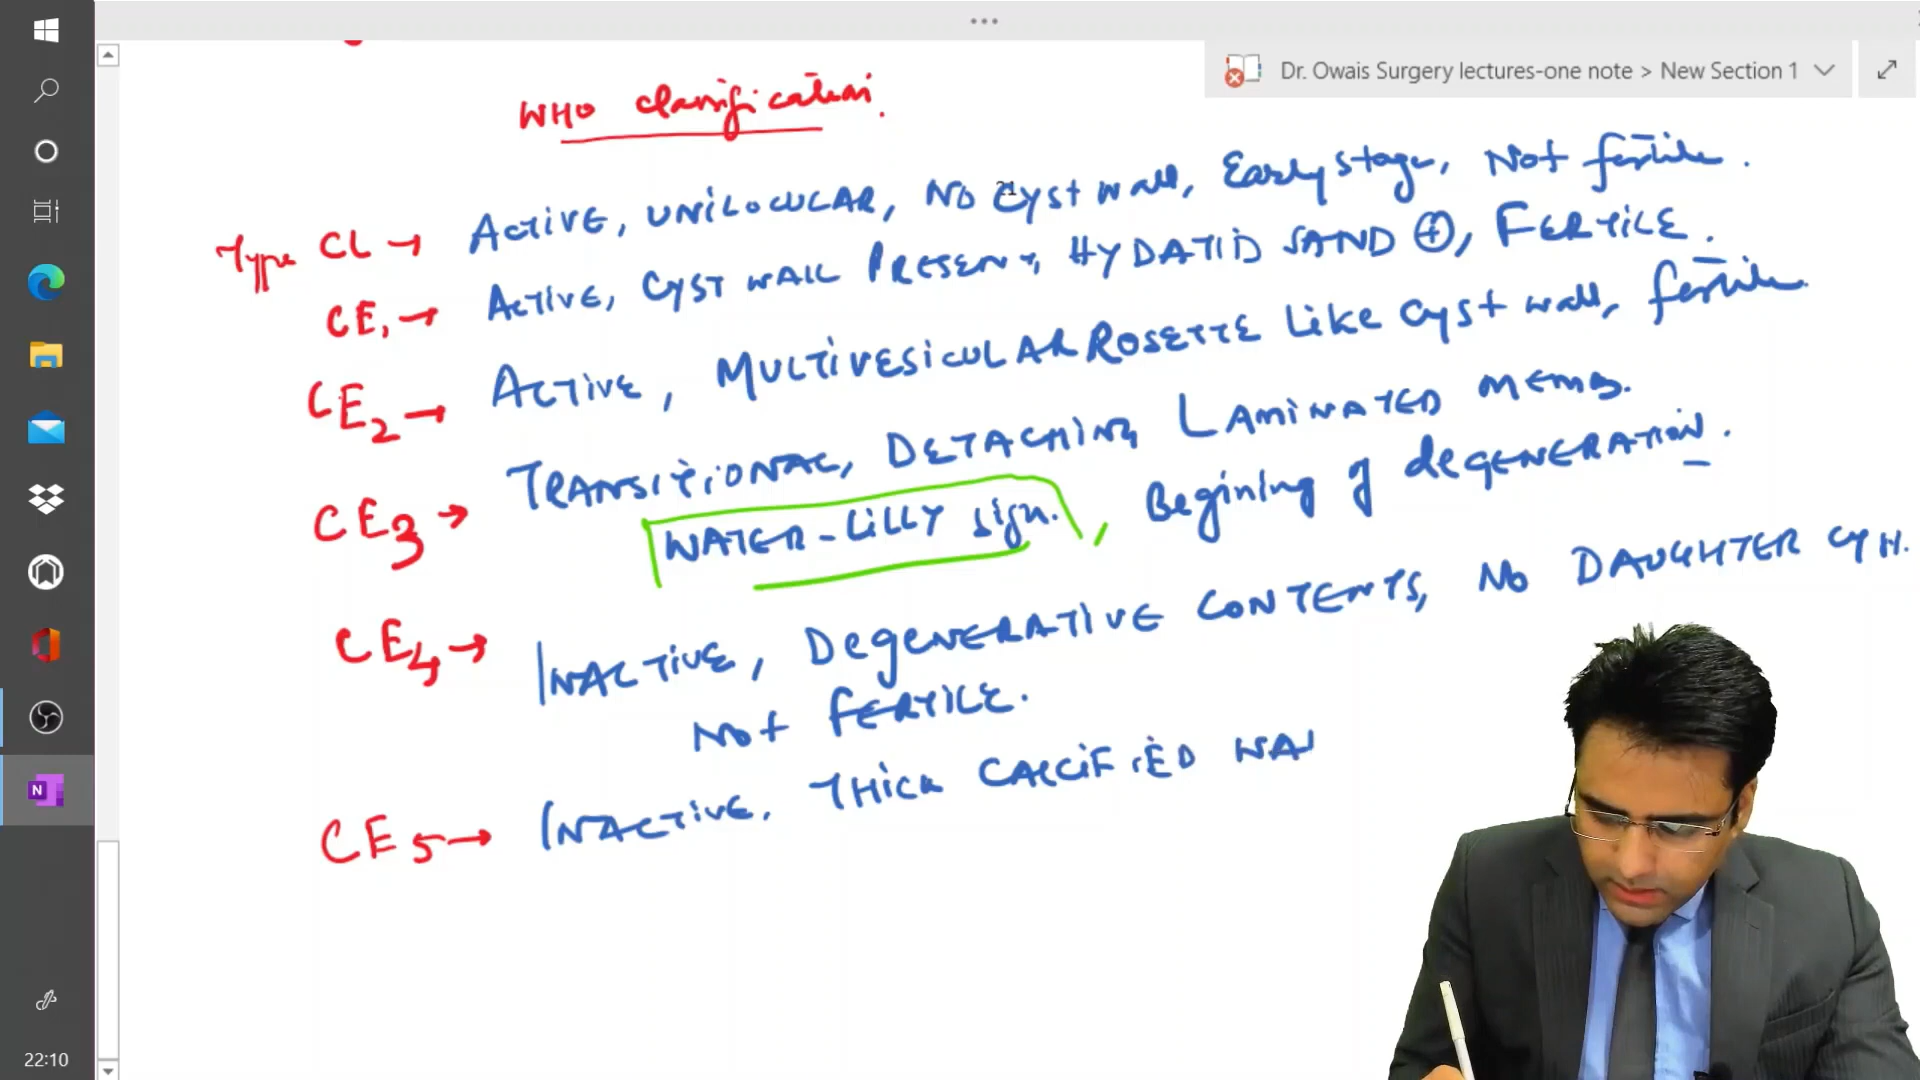 Dr. Owais Surgery lectures-one note > New Section 1
WHO classification.
Type CL → ACTIVE, UNILOCULAR, NO Cyst wall, Early stage, Not fertile.
21
CE1 → ACTIVE, CYST WALL PRESENT, HYDATID SAND +, FERTILE.
CE2 → ACTIVE, MULTIVESICULAR ROSETTE Like cyst wall, fertile
CE3 → TRANSITIONAL, DETACHING LAMINATED MEMB.
WATER-LILLY sign. , Begining of degeneration.
CE4 → INACTIVE, Degenerative CONTENTS, No DAUGHTER
Not FERTILE.
CE5 → INACTIVE. THICK CALCIFIED WAL
N
22:10